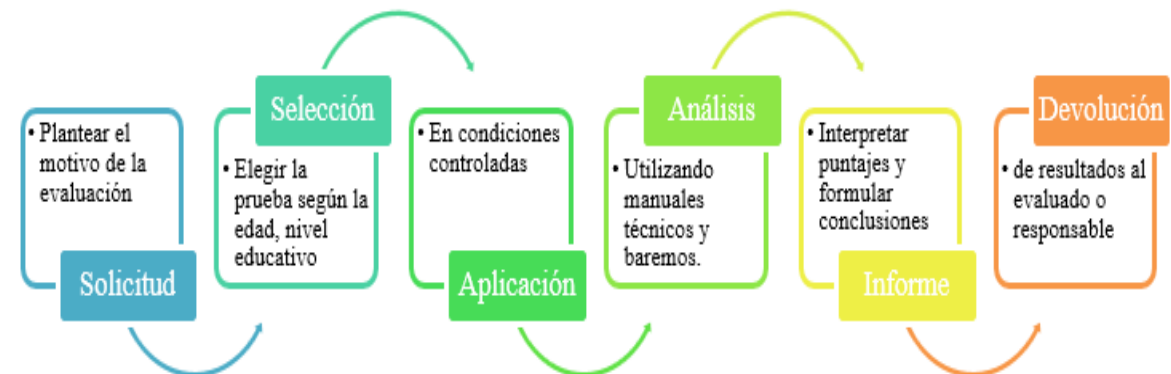 • Plantear el
motivo de la
evaluación
Solicitud
Selección
• Elegir la
prueba según la
edad, nivel
educativo
• En condiciones
controladas
Aplicación
Análisis
• Utilizando
manuales
técnicos y
baremos.
• Interpretar
puntajes y
formular
conclusiones
Informe
Devolución
• de resultados al
evaluado o
responsable